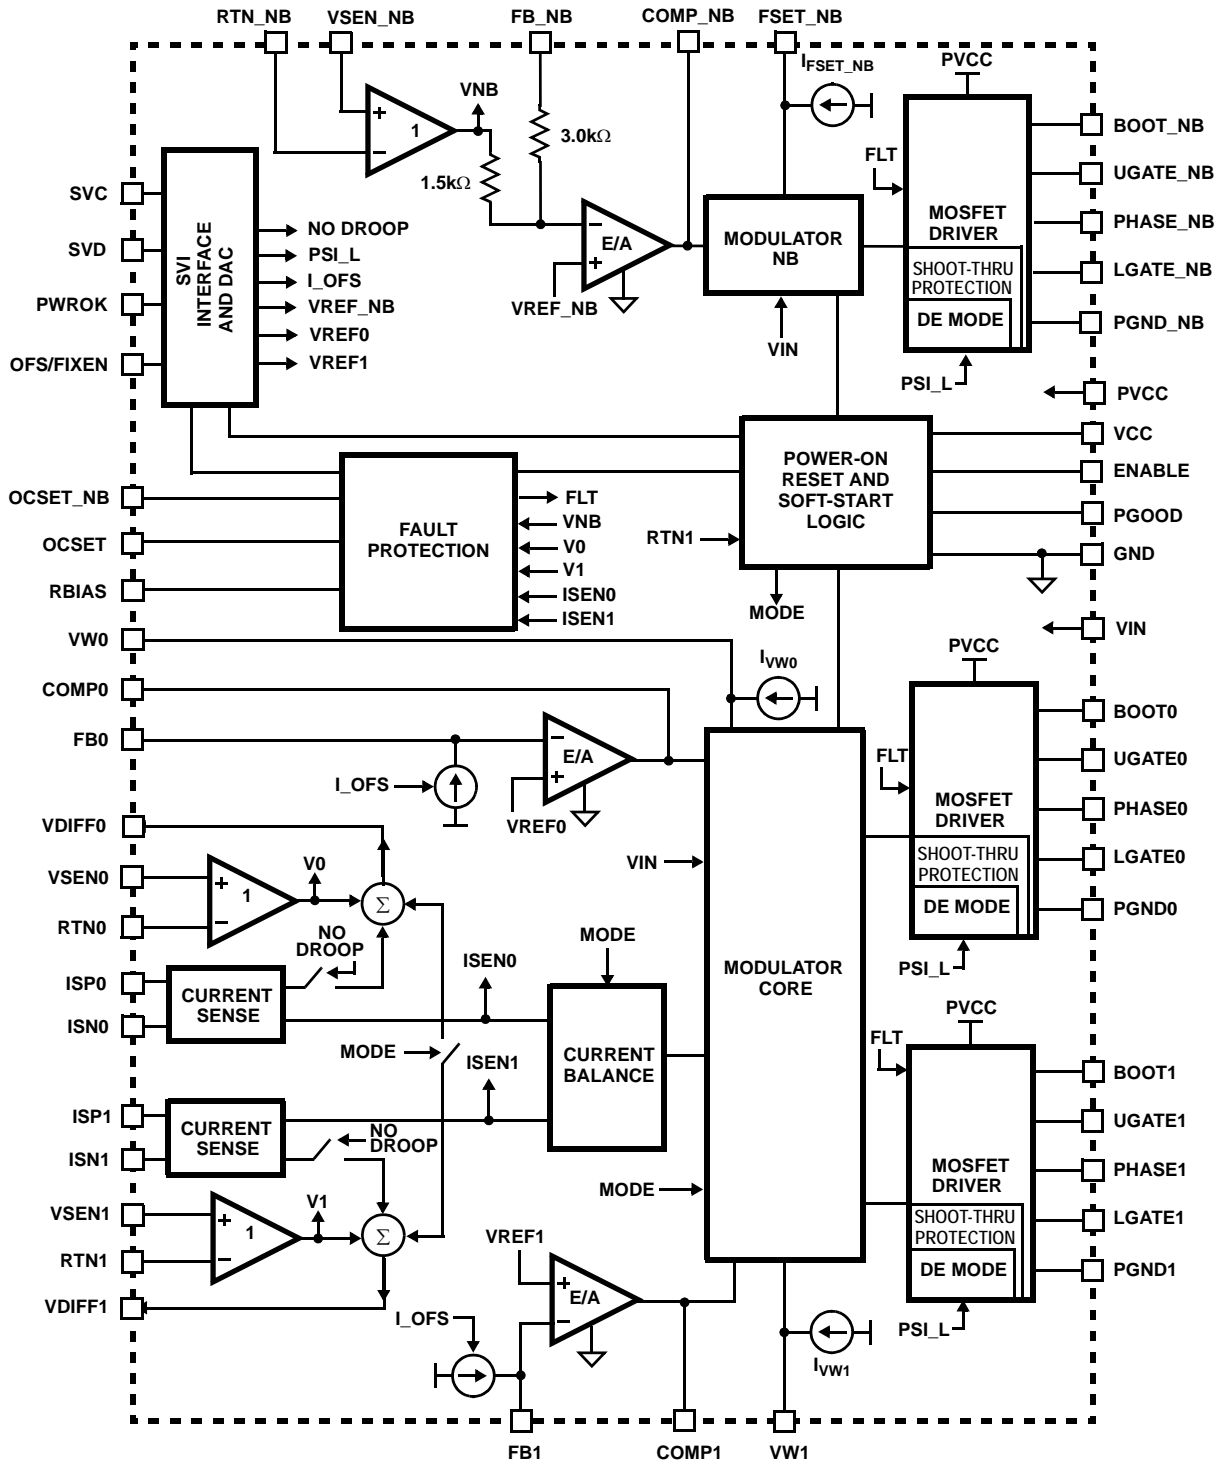 RTN_NB
VSEN_NB
FB_NB
COMP_NB
FSET_NB
IFSET_NB
PVCC
VNB
+
−
1
3.0kΩ
1.5kΩ
FLT
BOOT_NB
UGATE_NB
PHASE_NB
LGATE_NB
PGND_NB
MOSFET
DRIVER
SHOOT-THRU
PROTECTION
DE MODE
PSI_L
SVC
SVD
PWROK
OFS/FIXEN
SVI
INTERFACE
AND DAC
NO DROOP
PSI_L
I_OFS
VREF_NB
VREF0
VREF1
−
E/A
+
VREF_NB
MODULATOR
NB
VIN
PVCC
VCC
ENABLE
PGOOD
GND
POWER-ON
RESET AND
SOFT-START
LOGIC
RTN1
MODE
OCSET_NB
OCSET
RBIAS
FAULT
PROTECTION
FLT
VNB
V0
V1
ISEN0
ISEN1
VIN
VW0
COMP0
FB0
IVW0
−
E/A
+
I_OFS
VREF0
PVCC
FLT
MOSFET
DRIVER
SHOOT-THRU
PROTECTION
DE MODE
PSI_L
BOOT0
UGATE0
PHASE0
LGATE0
PGND0
VDIFF0
VSEN0
RTN0
+
−
1
V0
Σ
VIN
NO
DROOP
ISP0
ISN0
CURRENT
SENSE
ISEN0
MODE
MODULATOR
CORE
CURRENT
BALANCE
MODE
ISEN1
ISP1
ISN1
CURRENT
SENSE
NO
DROOP
MODE
PVCC
FLT
MOSFET
DRIVER
SHOOT-THRU
PROTECTION
DE MODE
PSI_L
BOOT1
UGATE1
PHASE1
LGATE1
PGND1
VSEN1
RTN1
VDIFF1
+
−
1
V1
Σ
VREF1
+
E/A
−
I_OFS
IVW1
FB1
COMP1
VW1